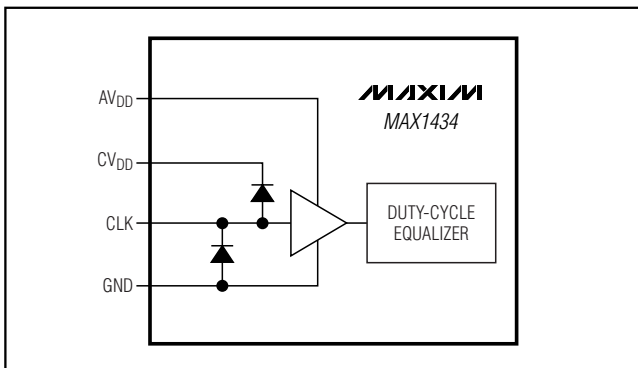 MAXIM
MAX1434
AVDD
CVDD
CLK
GND
DUTY-CYCLE
EQUALIZER